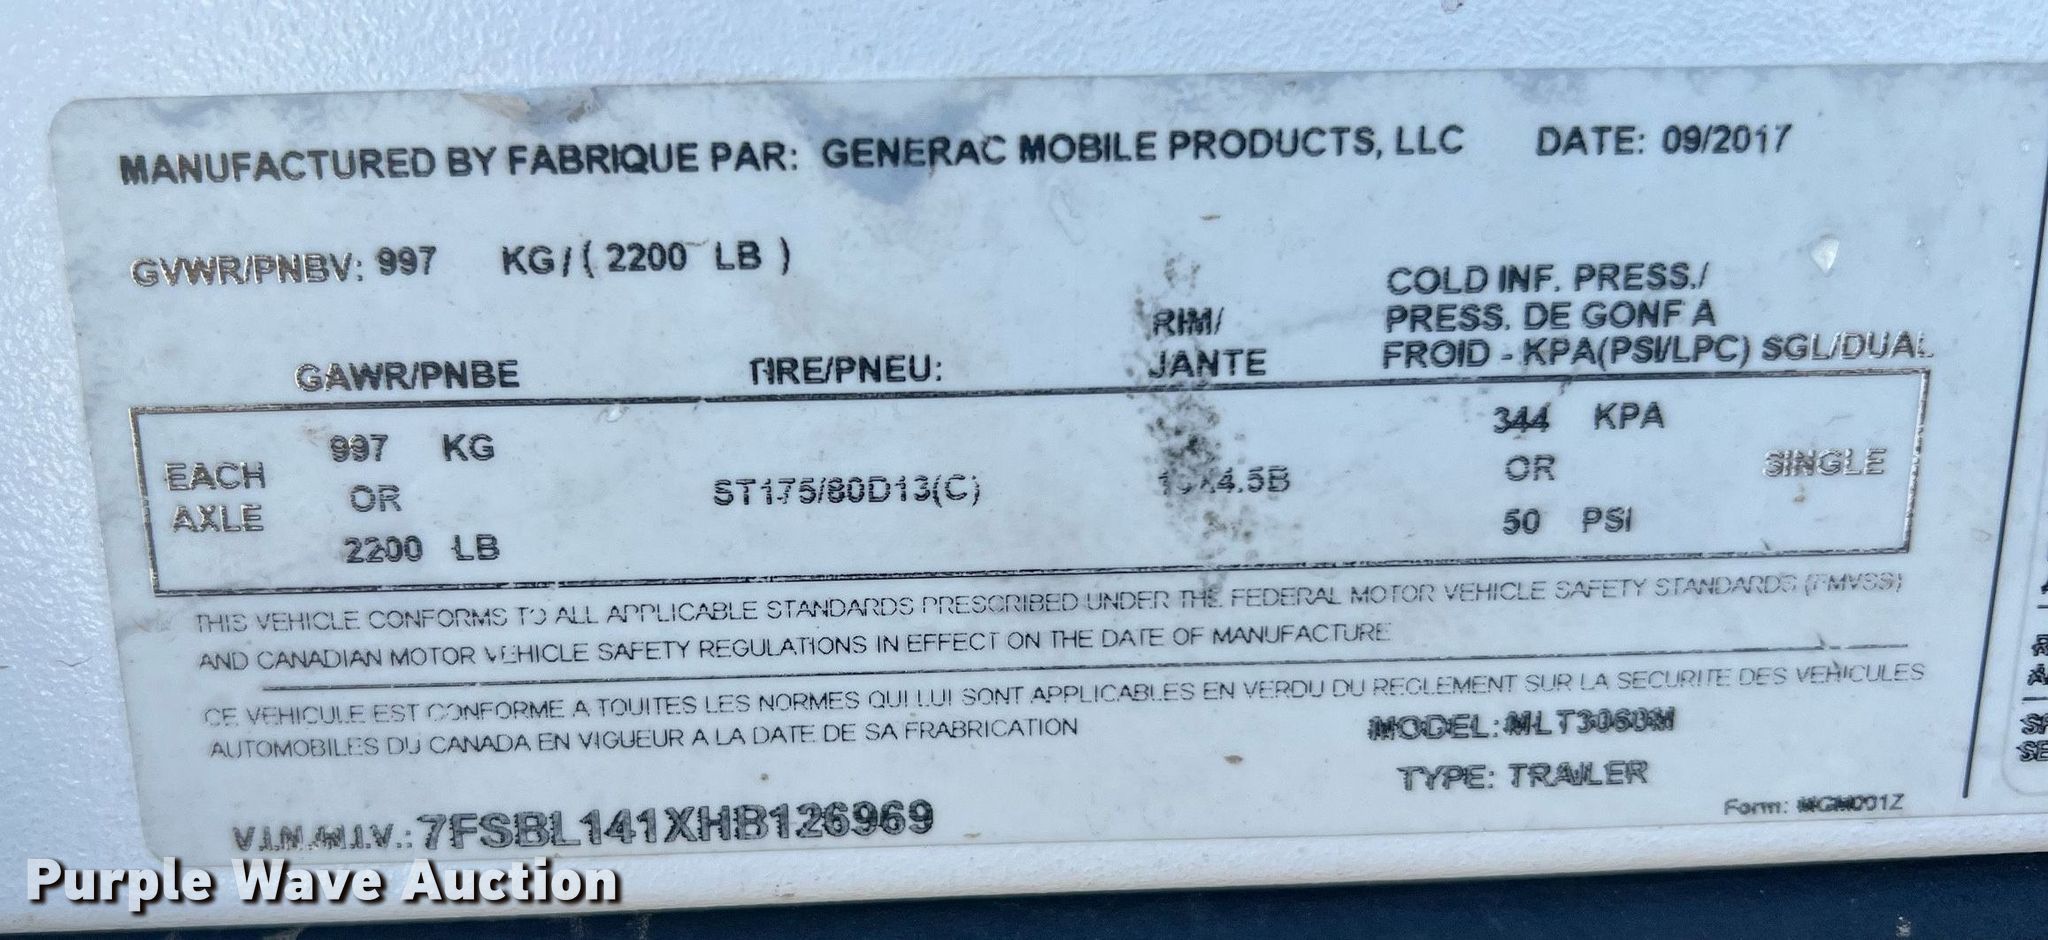 MANUFACTURED BY FABRIQUE PAR: GENERAC MOBILE PRODUCTS, LLC DATE: 09/2017
GVWR/PNBV: 997 KG/( 2200 LB )
COLD INF. PRESS./
RIM/ PRESS. DE GONF A
GAWR/PNBE TIRE/PNEU: JANTE FROID - KPA(PSI/LPC) SGL/DUAL
997 KG 344 KPA
EACH AXLE OR ST175/80D13(C) OR SINGLE
2200 LB 50 PSI
THIS VEHICLE CONFORMS TO ALL APPLICABLE STANDARDS PRESCRIBED UNDER THE FEDERAL MOTOR VEHICLE SAFETY STANDARDS (FMVSS)
AND CANADIAN MOTOR VEHICLE SAFETY REGULATIONS IN EFFECT ON THE DATE OF MANUFACTURE
CE VEHICULE EST CONFORME A TOUITES LES NORMES QUI LUI SONT APPLICABLES EN VERDU DU REGLEMENT SUR LA SECURITE DES VEHICULES
AUTOMOBILES DU CANADA EN VIGUEUR A LA DATE DE SA FRABRICATION
MODEL: MLT3060M
TYPE: TRAILER
V.I.N./N.I.V.: 7FSBL141XHB126969
Form: MGM001Z
Purple Wave Auction